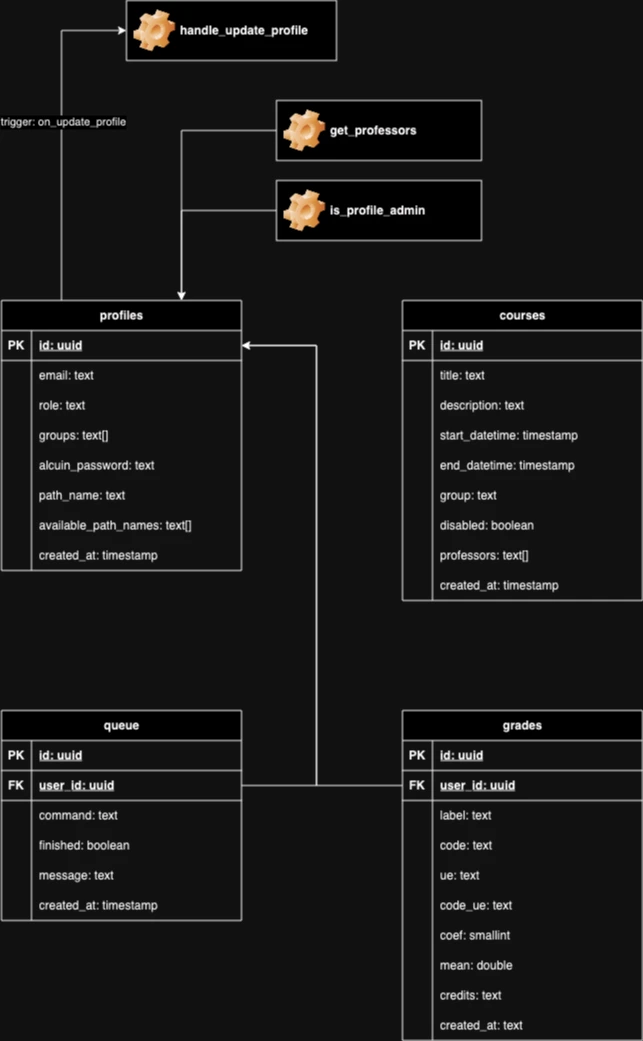 handle_update_profile
trigger: on_update_profile
get_professors
is_profile_admin
profiles
PK id: uuid
email: text
role: text
groups: text[]
alcuin_password: text
path_name: text
available_path_names: text[]
created_at: timestamp
courses
PK id: uuid
title: text
description: text
start_datetime: timestamp
end_datetime: timestamp
group: text
disabled: boolean
professors: text[]
created_at: timestamp
queue
PK id: uuid
FK user_id: uuid
command: text
finished: boolean
message: text
created_at: timestamp
grades
PK id: uuid
FK user_id: uuid
label: text
code: text
ue: text
code_ue: text
coef: smallint
mean: double
credits: text
created_at: text